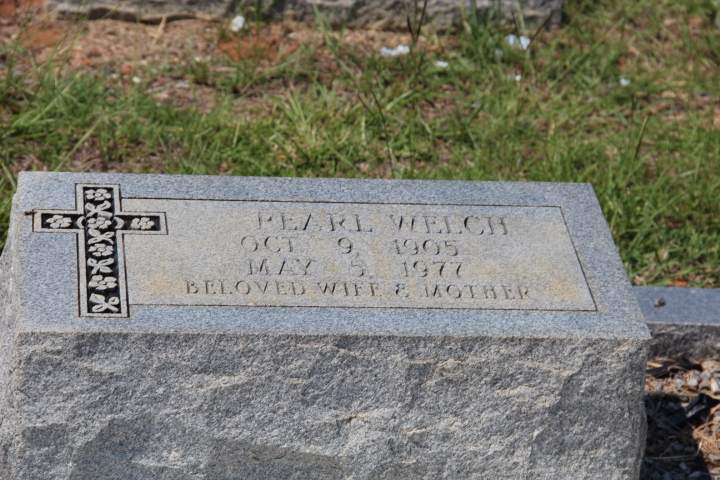 PEARL WELCH
OCT 9, 1905
MAY 5, 1977
BELOVED WIFE & MOTHER